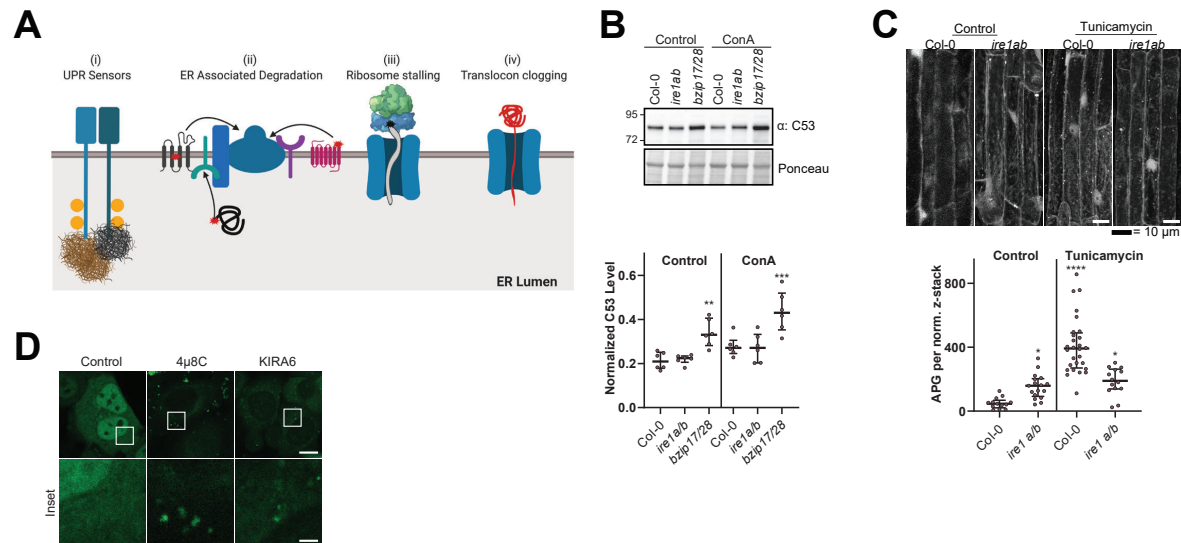 A
(i)
UPR Sensors
(ii)
ER Associated Degradation
(iii)
Ribosome stalling
(iv)
Translocon clogging
ER Lumen
B
Control
ConA
Col-0
ire1ab
bzip17/28
Col-0
ire1ab
bzip17/28
95
72
α: C53
Ponceau
Normalized C53 Level
Control
ConA
0.6
0.4
0.2
0.0
**
***
Col-0
ire1a/b
bzip17/28
Col-0
ire1a/b
bzip17/28
C
Control
Tunicamycin
Col-0
ire1ab
Col-0
ire1ab
= 10 µm
APG per norm. z-stack
Control
Tunicamycin
800
400
0
*
****
*
Col-0
ire1 a/b
Col-0
ire1 a/b
D
Control
4µ8C
KIRA6
Inset